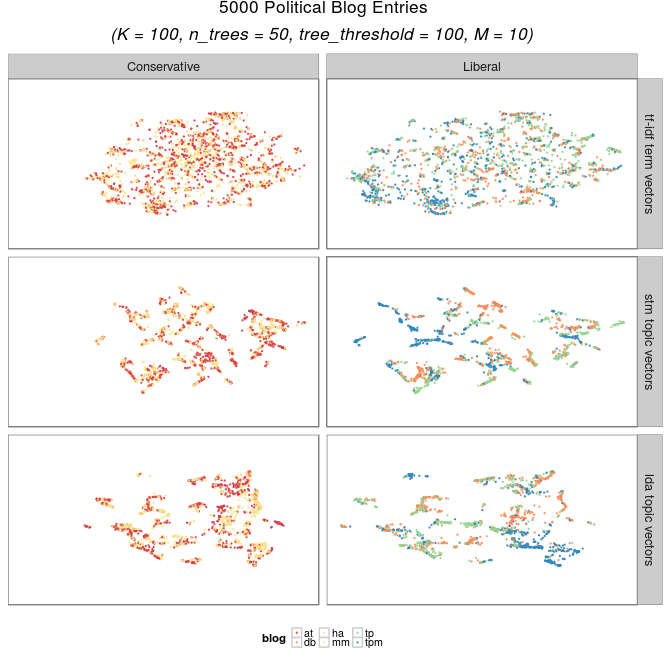 5000 Political Blog Entries
(K = 100, n_trees = 50, tree_threshold = 100, M = 10)
Conservative
Liberal
tf-idf term vectors
stm topic vectors
lda topic vectors
blog
at ha tp
db mm tpm